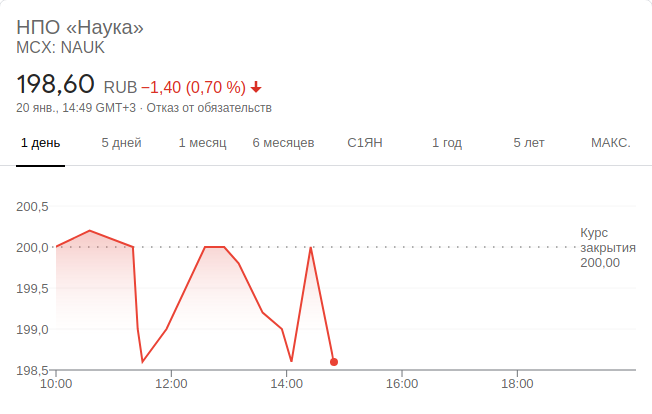 НПО «Наука»
MCX: NAUK
198,60 RUB −1,40 (0,70 %)
20 янв., 14:49 GMT+3 · Отказ от обязательств
1 день 5 дней 1 месяц 6 месяцев С1ЯН 1 год 5 лет МАКС.
200,5
Курс
200,0 закрытия
200,00
199,5
199,0
198,5
10:00 12:00 14:00 16:00 18:00